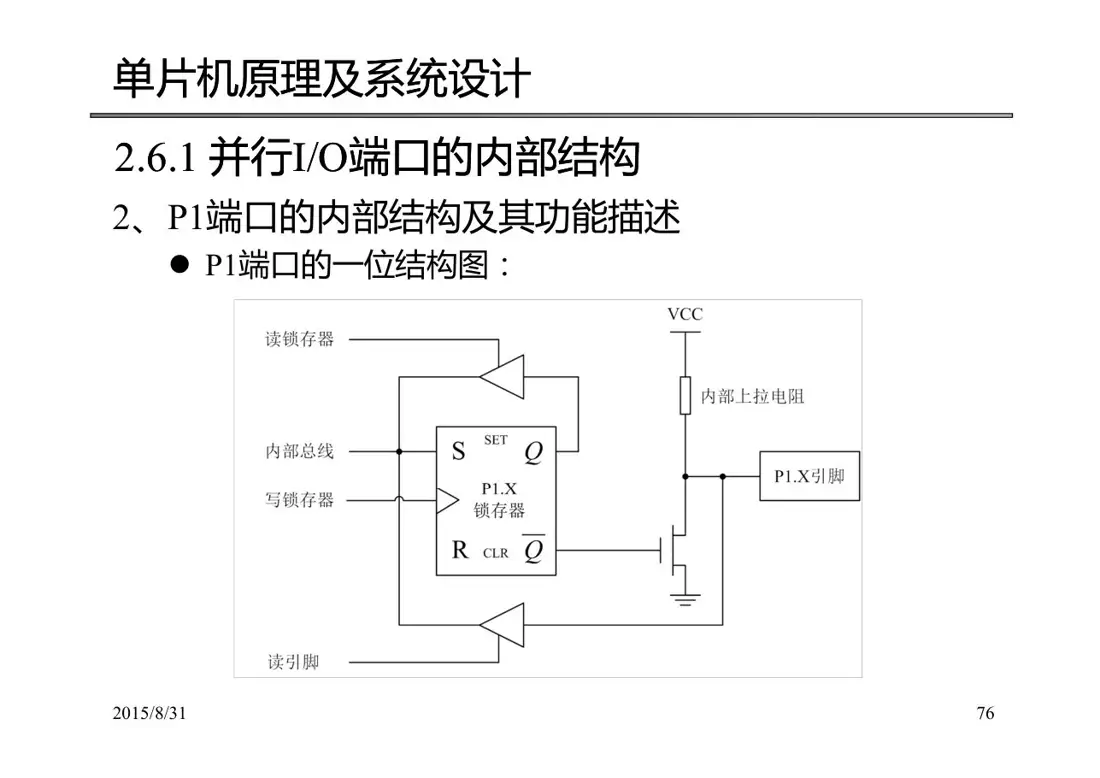 单片机原理及系统设计
2.6.1 并行I/O端口的内部结构
2、P1端口的内部结构及其功能描述
● P1端口的一位结构图：
VCC
读锁存器
内部上拉电阻
内部总线
S SET Q
P1.X引脚
写锁存器
P1.X
锁存器
R CLR Q̅
读引脚
2015/8/31
76